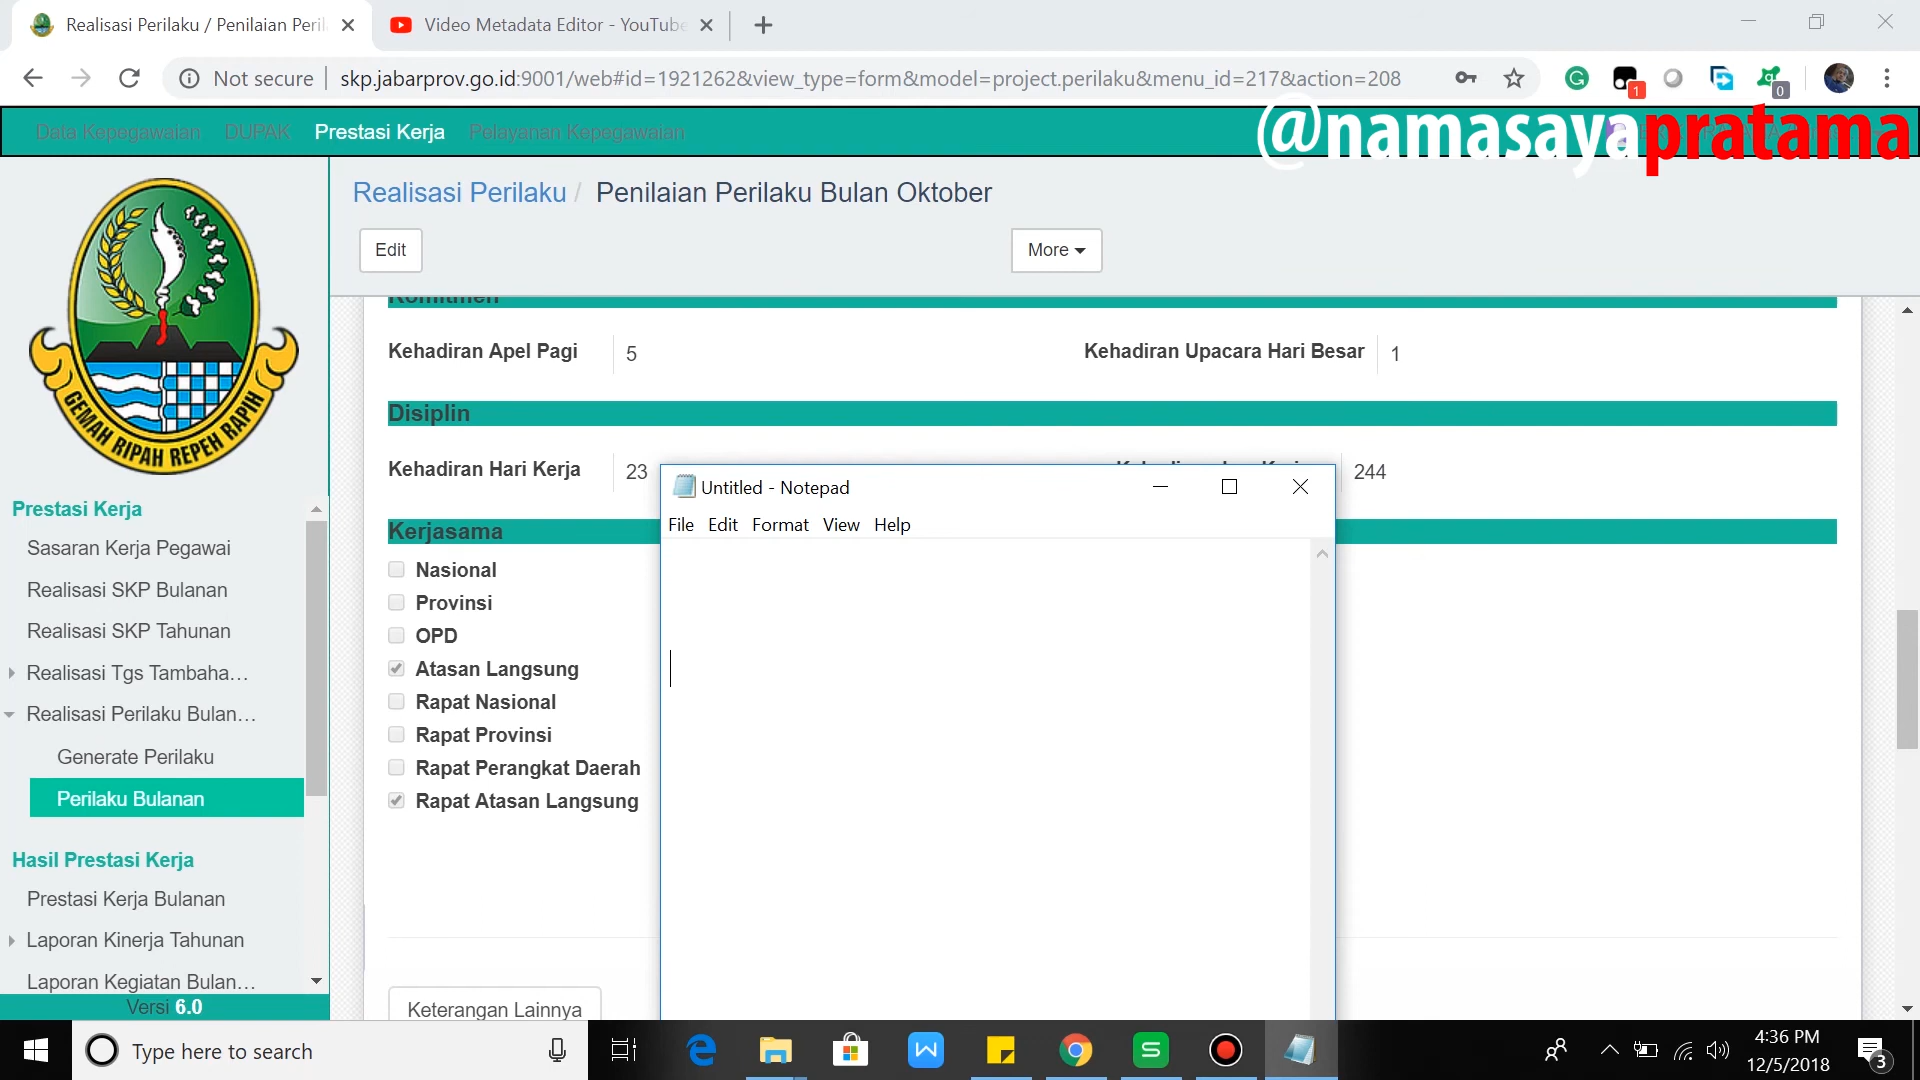 Realisasi Perilaku / Penilaian Peril
Video Metadata Editor - YouTube
Not secure
skp.jabarprov.go.id:9001/web#id=1921262&view_type=form&model=project.perilaku&menu_id=217&action=208
1
0
Data Kepegawaian DUPAK Prestasi Kerja Pelayanan Kepegawaian
@namasayapratama
GEMAH RIPAH REPEH RAPIH
Realisasi Perilaku / Penilaian Perilaku Bulan Oktober
Edit
More
Komitmen
Kehadiran Apel Pagi 5
Kehadiran Upacara Hari Besar 1
Disiplin
Kehadiran Hari Kerja 23
244
Kerjasama
Nasional
Provinsi
OPD
Atasan Langsung
Rapat Nasional
Rapat Provinsi
Rapat Perangkat Daerah
Rapat Atasan Langsung
Keterangan Lainnya
Untitled - Notepad
File Edit Format View Help
Prestasi Kerja
Sasaran Kerja Pegawai
Realisasi SKP Bulanan
Realisasi SKP Tahunan
Realisasi Tgs Tambaha...
Realisasi Perilaku Bulan...
Generate Perilaku
Perilaku Bulanan
Hasil Prestasi Kerja
Prestasi Kerja Bulanan
Laporan Kinerja Tahunan
Laporan Kegiatan Bulan...
Versi 6.0
Type here to search
4:36 PM
12/5/2018
3